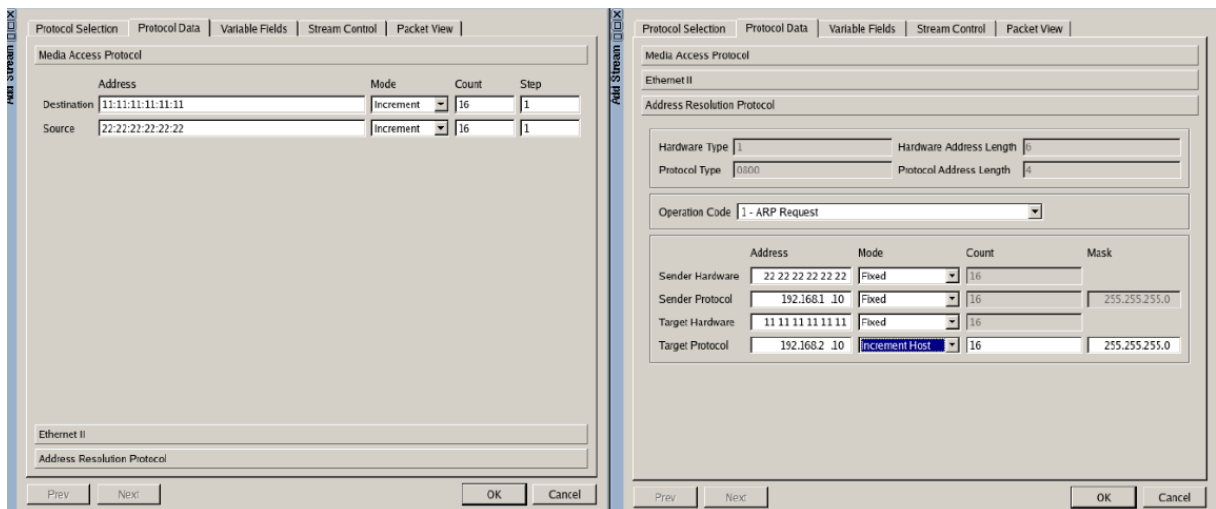 Add Stream
Protocol Selection Protocol Data Variable Fields Stream Control Packet View
Media Access Protocol
Address Mode Count Step
Destination 11:11:11:11:11:11 Increment 16 1
Source 22:22:22:22:22:22 Increment 16 1
Ethernet II
Address Resolution Protocol
Prev Next OK Cancel
Add Stream
Protocol Selection Protocol Data Variable Fields Stream Control Packet View
Media Access Protocol
Ethernet II
Address Resolution Protocol
Hardware Type 1 Hardware Address Length 6
Protocol Type 0800 Protocol Address Length 4
Operation Code 1 - ARP Request
Address Mode Count Mask
Sender Hardware 22 22 22 22 22 22 Fixed 16
Sender Protocol 192.168.1 .10 Fixed 16 255.255.255.0
Target Hardware 11 11 11 11 11 11 Fixed 16
Target Protocol 192.168.2 .10 Increment Host 16 255.255.255.0
Prev Next OK Cancel